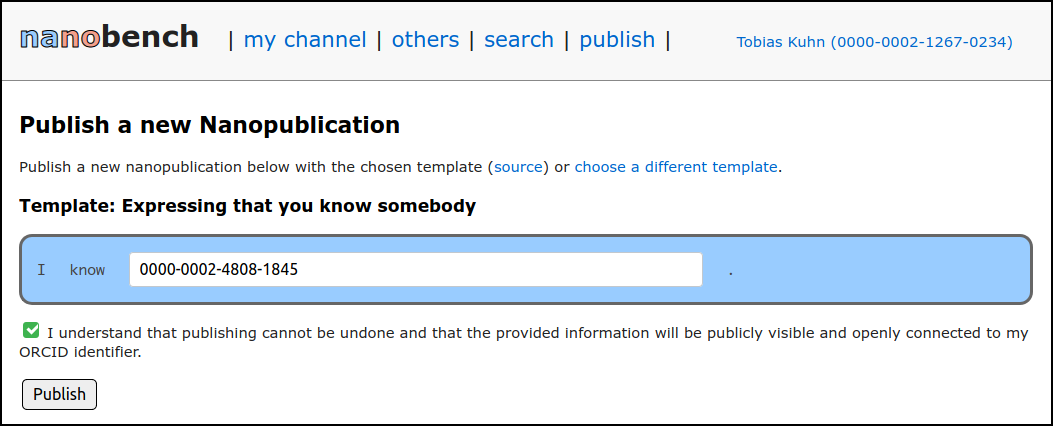 nanobench | my channel | others | search | publish | Tobias Kuhn (0000-0002-1267-0234)
Publish a new Nanopublication
Publish a new nanopublication below with the chosen template (source) or choose a different template.
Template: Expressing that you know somebody
I know 0000-0002-4808-1845 .
I understand that publishing cannot be undone and that the provided information will be publicly visible and openly connected to my
ORCID identifier.
Publish